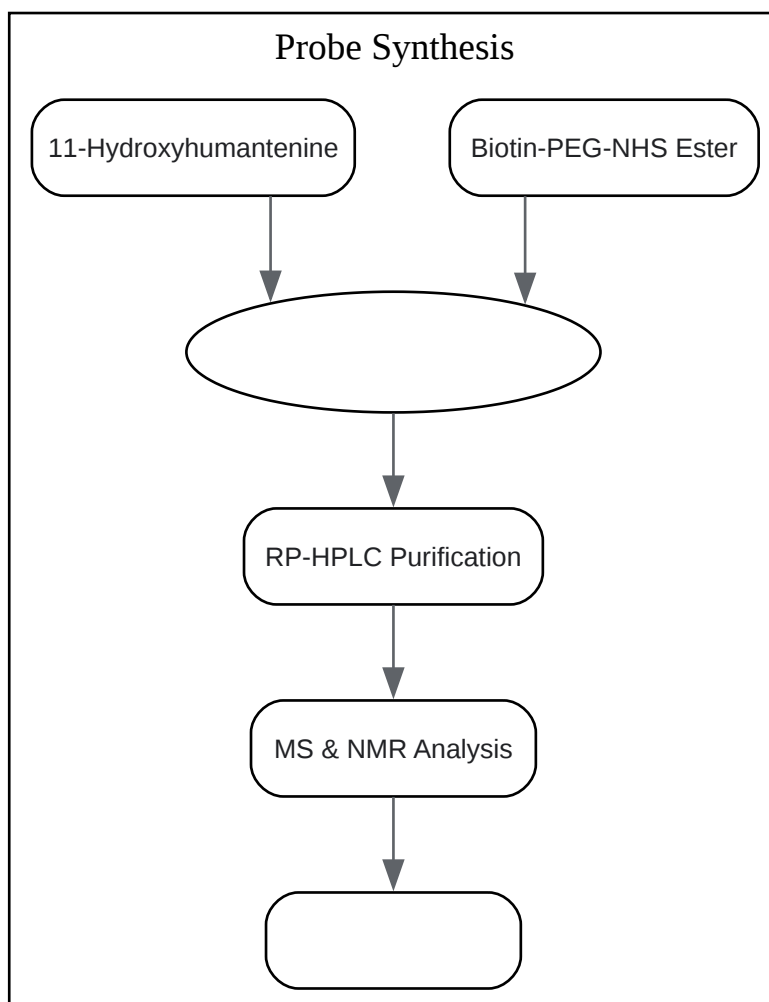 Probe Synthesis
11-Hydroxyhumantenine
Biotin-PEG-NHS Ester
RP-HPLC Purification
MS & NMR Analysis